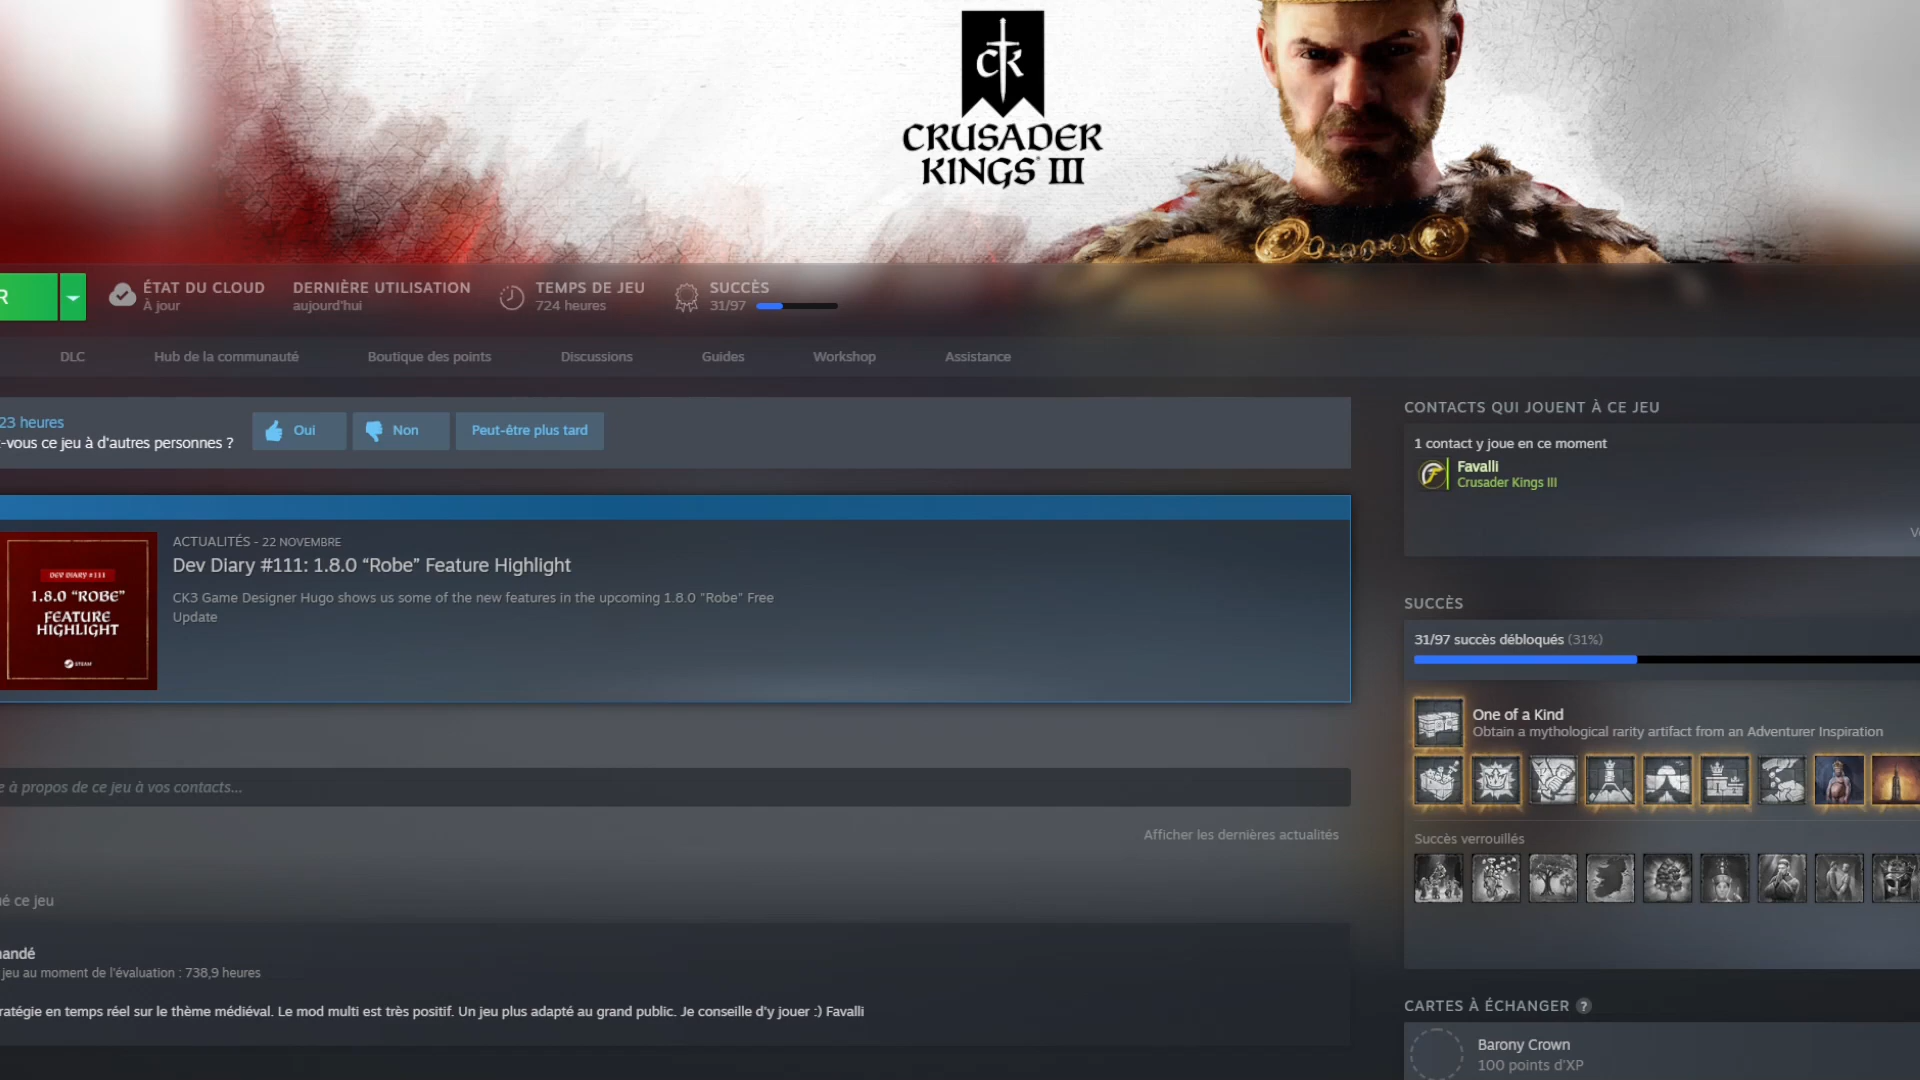 CK
CRUSADER
KINGS III
R
ÉTAT DU CLOUD
À jour
DERNIÈRE UTILISATION
aujourd'hui
TEMPS DE JEU
724 heures
SUCCÈS
31/97
DLC
Hub de la communauté
Boutique des points
Discussions
Guides
Workshop
Assistance
23 heures
-vous ce jeu à d'autres personnes ?
Oui
Non
Peut-être plus tard
DEV DIARY #111
1.8.0 "ROBE"
FEATURE
HIGHLIGHT
STEAM
ACTUALITÉS - 22 NOVEMBRE
Dev Diary #111: 1.8.0 “Robe” Feature Highlight
CK3 Game Designer Hugo shows us some of the new features in the upcoming 1.8.0 "Robe" Free
Update
e à propos de ce jeu à vos contacts...
Afficher les dernières actualités
é ce jeu
andé
jeu au moment de l'évaluation : 738,9 heures
ratégie en temps réel sur le thème médiéval. Le mod multi est très positif. Un jeu plus adapté au grand public. Je conseille d'y jouer :) Favalli
CONTACTS QUI JOUENT À CE JEU
1 contact y joue en ce moment
Favalli
Crusader Kings III
SUCCÈS
31/97 succès débloqués (31%)
One of a Kind
Obtain a mythological rarity artifact from an Adventurer Inspiration
Succès verrouillés
CARTES À ÉCHANGER ?
Barony Crown
100 points d'XP